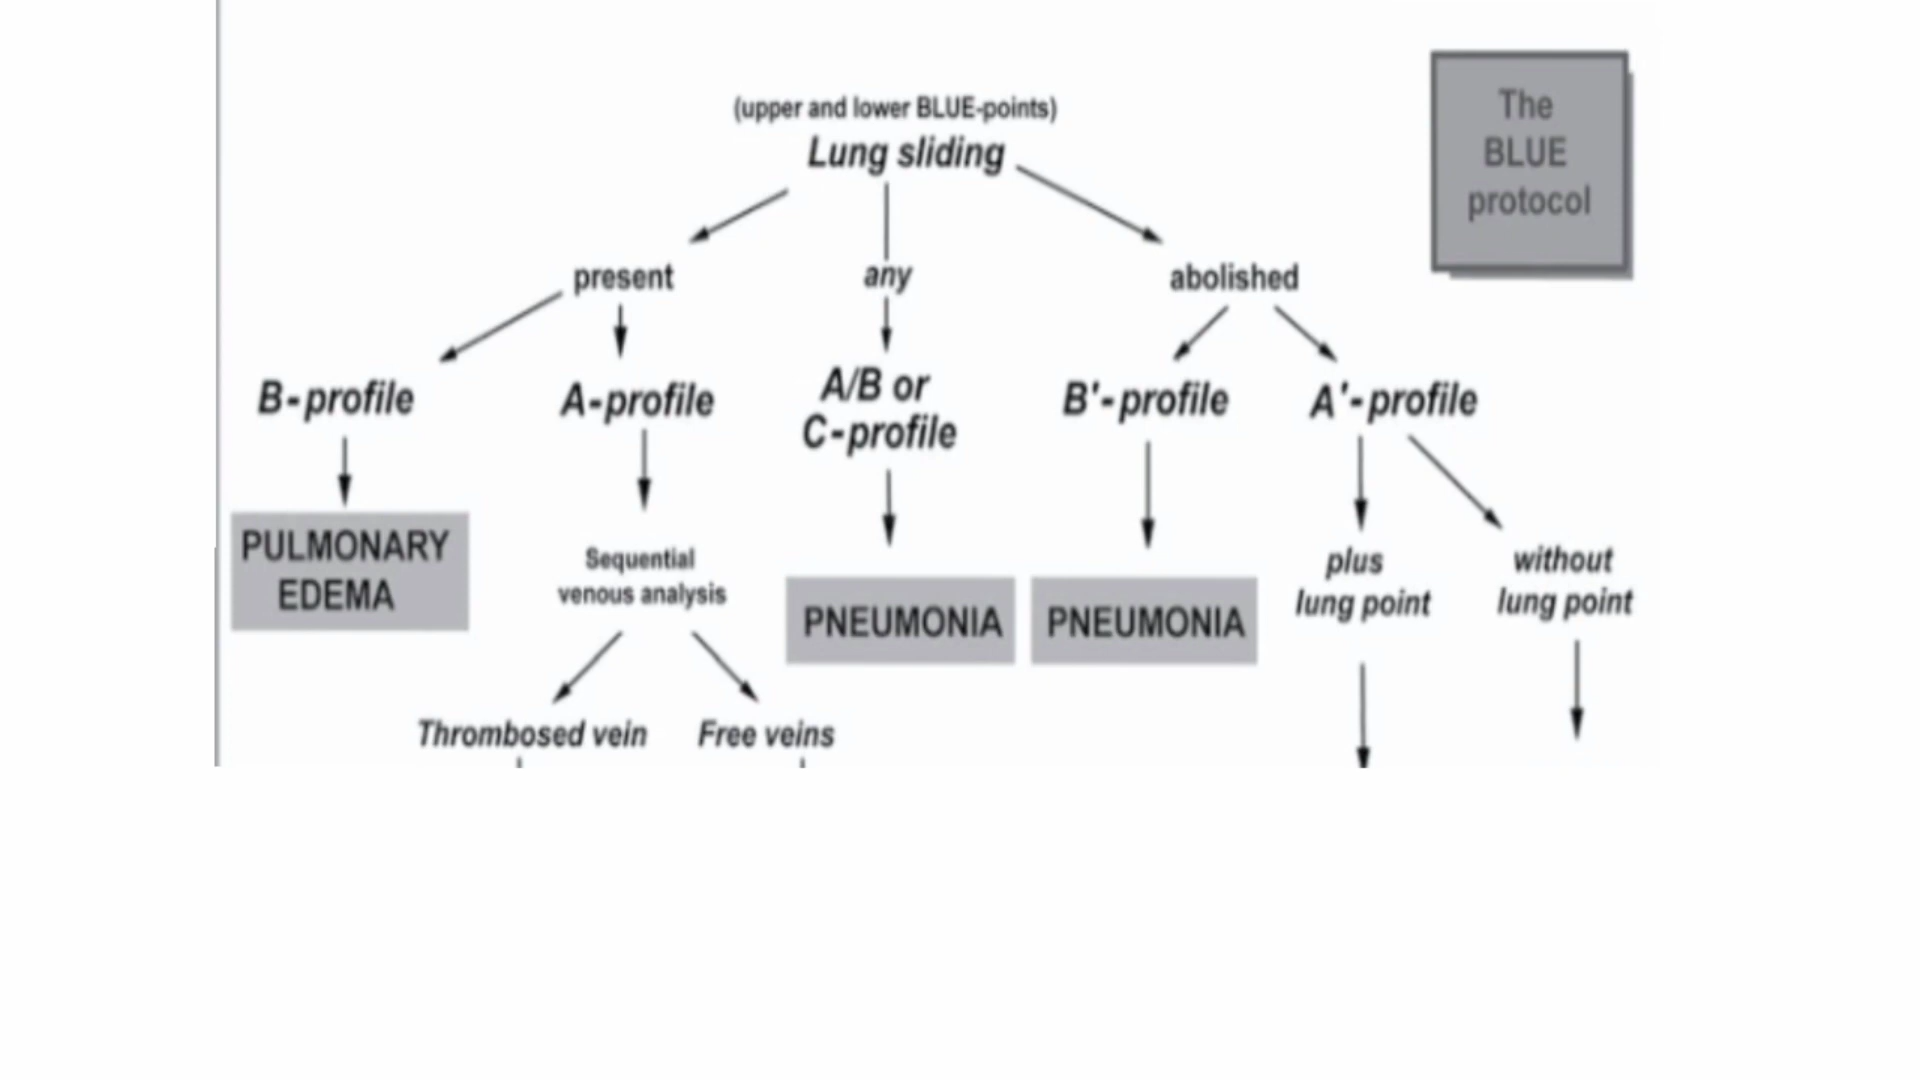 The
BLUE
protocol
(upper and lower BLUE-points)
Lung sliding
present
any
abolished
B-profile
A-profile
A/B or
C-profile
B'-profile
A'-profile
PULMONARY
EDEMA
Sequential
venous analysis
PNEUMONIA
PNEUMONIA
plus
lung point
without
lung point
Thrombosed vein
Free veins